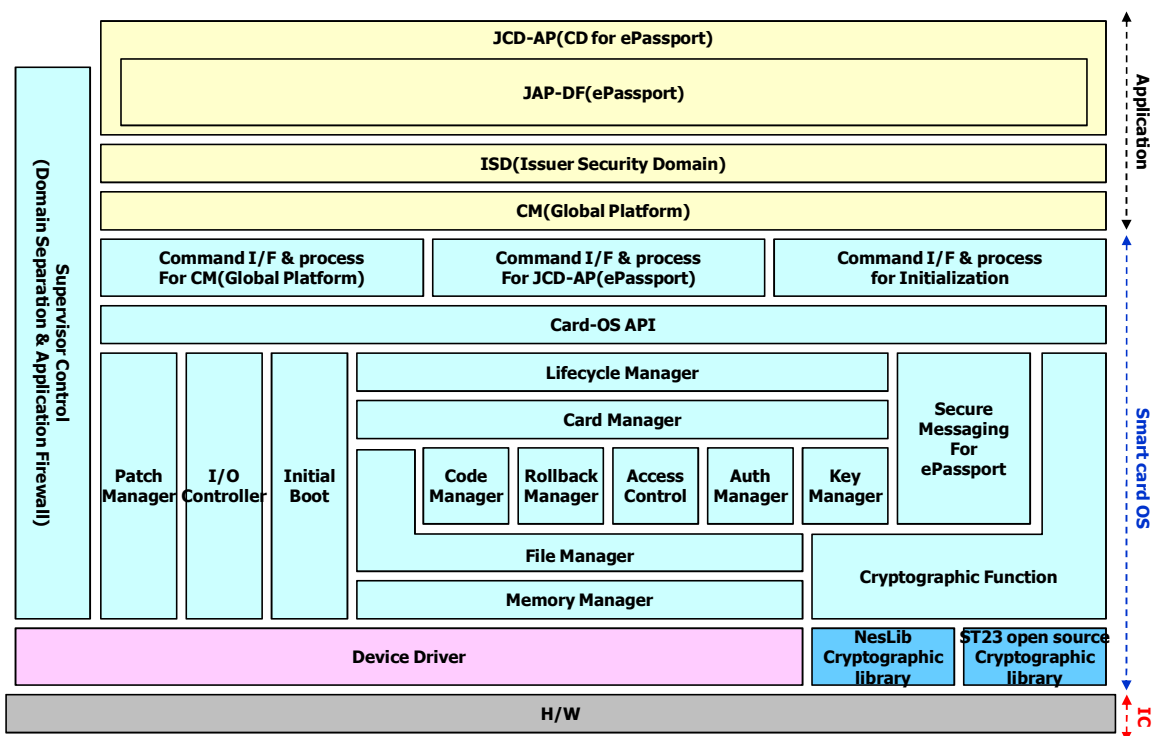 JCD-AP(CD for ePassport)
JAP-DF(ePassport)
ISD(Issuer Security Domain)
CM(Global Platform)
Application
Supervisor Control
(Domain Separation & Application Firewall)
Command I/F & process
For CM(Global Platform)
Command I/F & process
For JCD-AP(ePassport)
Command I/F & process
for Initialization
Card-OS API
Patch
Manager
I/O
Controller
Initial
Boot
Lifecycle Manager
Card Manager
Code
Manager
Rollback
Manager
Access
Control
Auth
Manager
Key
Manager
Secure
Messaging
For
ePassport
File Manager
Memory Manager
Cryptographic Function
Smart card OS
Device Driver
NesLib
Cryptographic
library
ST23 open source
Cryptographic
library
H/W
IC